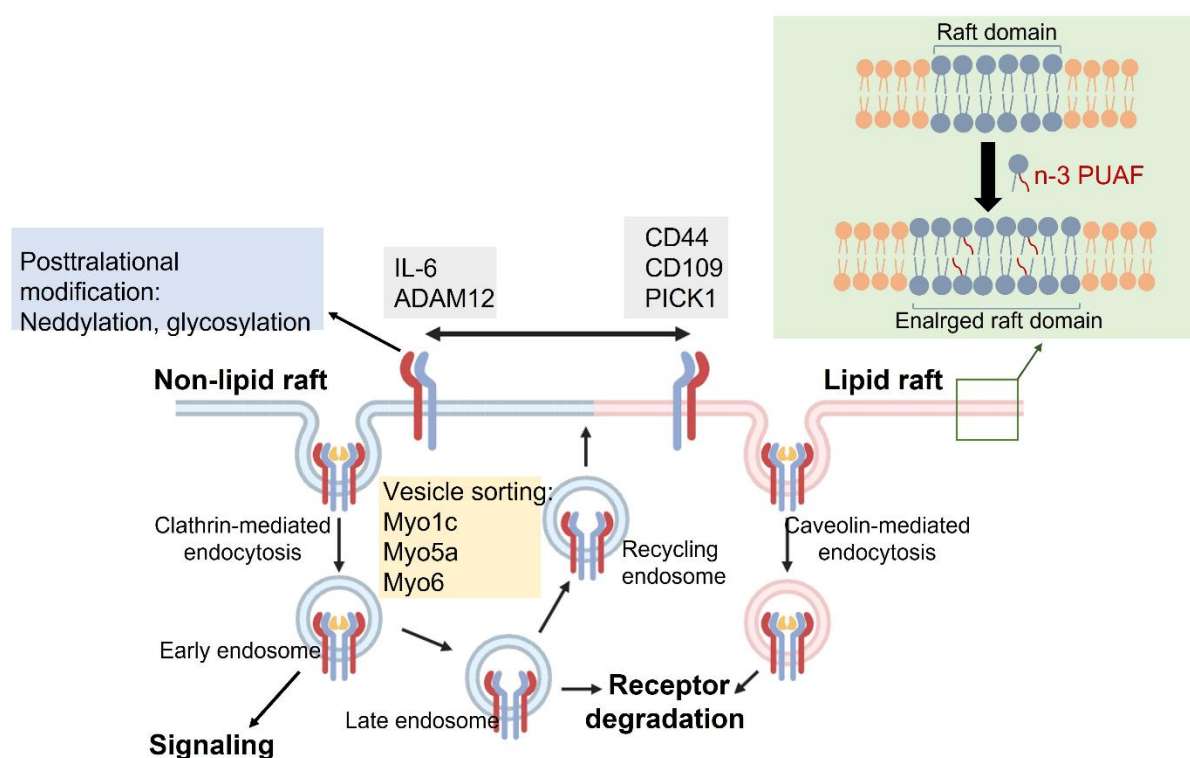 Raft domain
n-3 PUAF
Enalrged raft domain
Posttralational
modification:
Neddylation, glycosylation
IL-6
ADAM12
CD44
CD109
PICK1
Non-lipid raft
Lipid raft
Clathrin-mediated
endocytosis
Vesicle sorting:
Myo1c
Myo5a
Myo6
Recycling
endosome
Caveolin-mediated
endocytosis
Early endosome
Late endosome
Receptor
degradation
Signaling